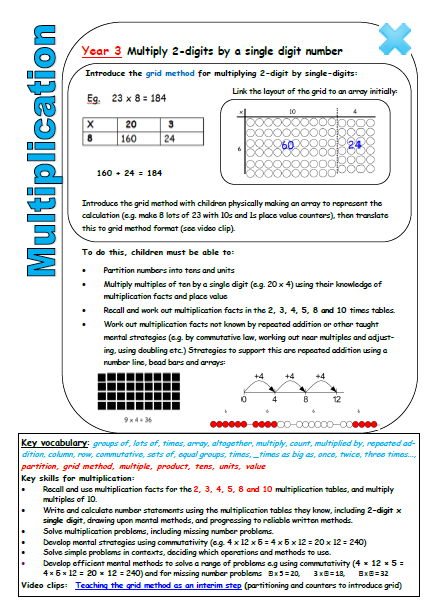 Multiplication
Year 3 Multiply 2-digits by a single digit number
Introduce the grid method for multiplying 2-digit by single-digits:
Eg. 23 x 8 = 184
Link the layout of the grid to an array initially:
X 20 3
8 160 24
x 10 4
6 60 24
160 + 24 = 184
Introduce the grid method with children physically making an array to represent the
calculation (e.g. make 8 lots of 23 with 10s and 1s place value counters), then translate
this to grid method format (see video clip).
To do this, children must be able to:
• Partition numbers into tens and units
• Multiply multiples of ten by a single digit (e.g. 20 x 4) using their knowledge of
multiplication facts and place value
• Recall and work out multiplication facts in the 2, 3, 4, 5, 8 and 10 times tables.
• Work out multiplication facts not known by repeated addition or other taught
mental strategies (e.g. by commutative law, working out near multiples and adjust-
ing, using doubling etc.) Strategies to support this are repeated addition using a
number line, bead bars and arrays:
+4 +4 +4
0 4 8 12
9 x 4 = 36
6 6 6 6
Key vocabulary: groups of, lots of, times, array, altogether, multiply, count, multiplied by, repeated ad-
dition, column, row, commutative, sets of, equal groups, times, _times as big as, once, twice, three times...,
partition, grid method, multiple, product, tens, units, value
Key skills for multiplication:
• Recall and use multiplication facts for the 2, 3, 4, 5, 8 and 10 multiplication tables, and multiply
multiples of 10.
• Write and calculate number statements using the multiplication tables they know, including 2-digit x
single digit, drawing upon mental methods, and progressing to reliable written methods.
• Solve multiplication problems, including missing number problems.
• Develop mental strategies using commutativity (e.g. 4 x 12 x 5 = 4 x 5 x 12 = 20 x 12 = 240)
• Solve simple problems in contexts, deciding which operations and methods to use.
• Develop efficient mental methods to solve a range of problems e.g using commutativity (4 × 12 × 5 =
4 × 5 × 12 = 20 × 12 = 240) and for missing number problems  x 5 = 20, 3 x  = 18,  x  = 32
Video clips: Teaching the grid method as an interim step (partitioning and counters to introduce grid)